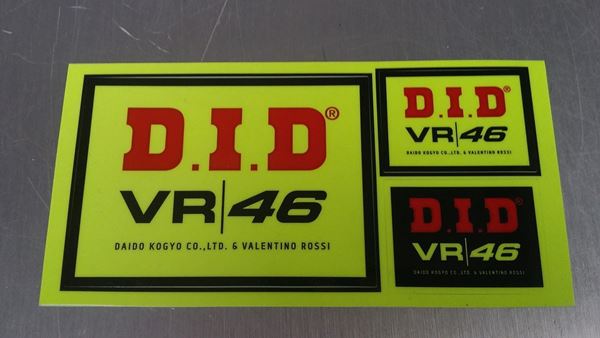 D.I.D®
VR|46
DAIDO KOGYO CO.,LTD. & VALENTINO ROSSI
D.I.D®
VR|46
DAIDO KOGYO CO.,LTD. & VALENTINO ROSSI
D.I.D®
VR|46
DAIDO KOGYO CO.,LTD. & VALENTINO ROSSI